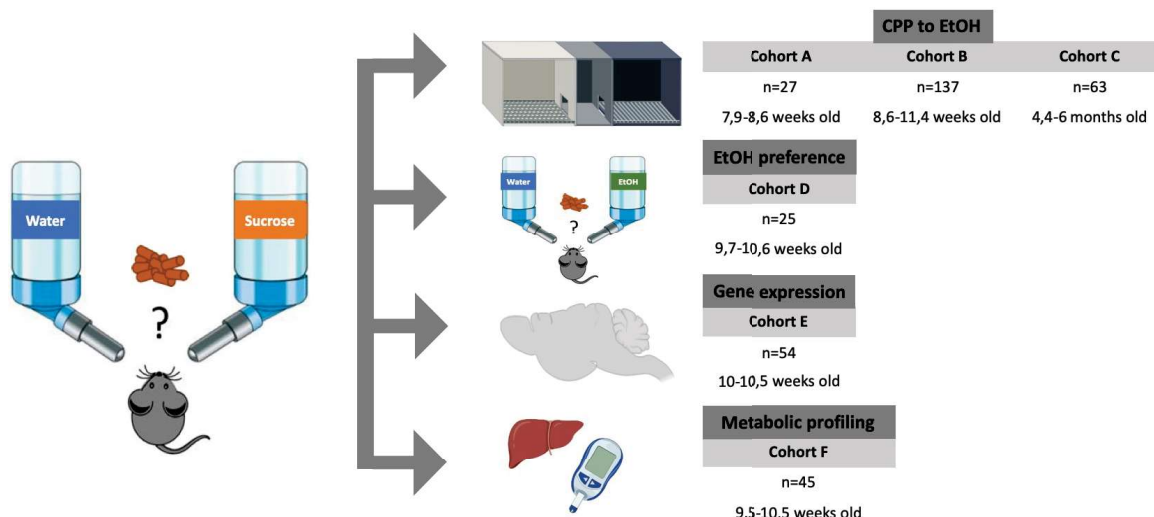 CPP to EtOH
Cohort A Cohort B Cohort C
n=27 n=137 n=63
7,9-8,6 weeks old 8,6-11,4 weeks old 4,4-6 months old
Water Sucrose
?
EtOH preference
Water EtOH
?
Cohort D
n=25
9,7-10,6 weeks old
Gene expression
Cohort E
n=54
10-10,5 weeks old
Metabolic profiling
Cohort F
n=45
9,5-10,5 weeks old